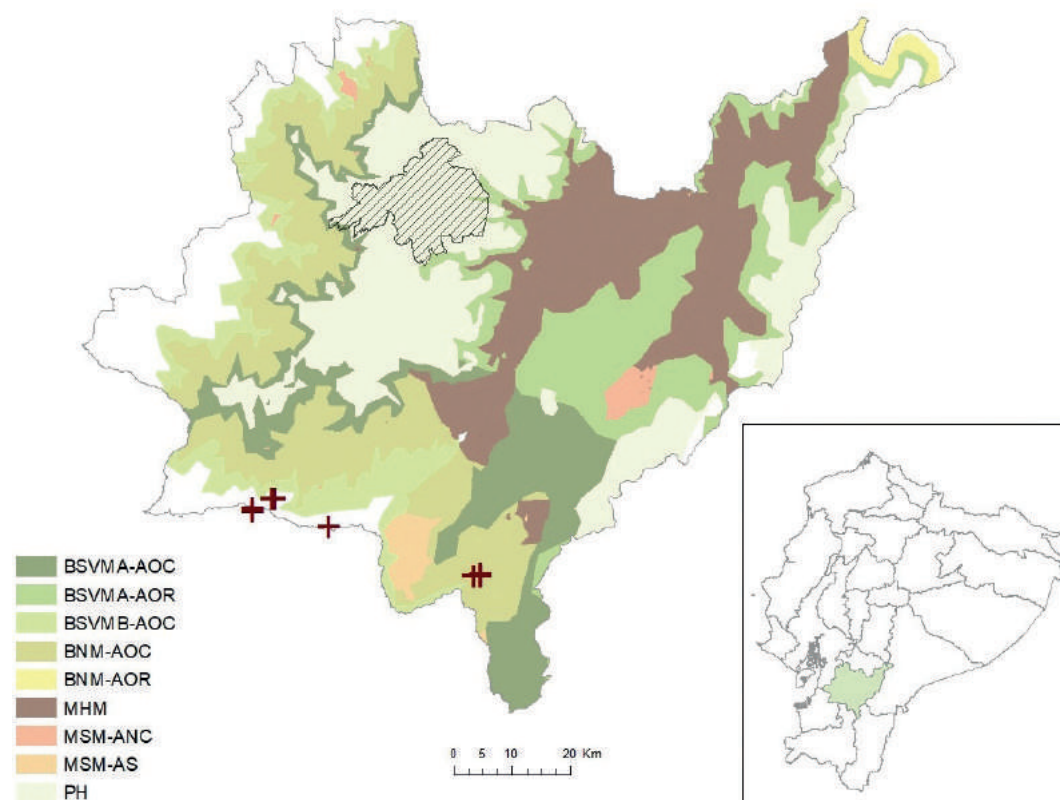 BSVMA-AOC
BSVMA-AOR
BSVMB-AOC
BNM-AOC
BNM-AOR
MHM
MSM-ANC
MSM-AS
PH
0 5 10 20 Km